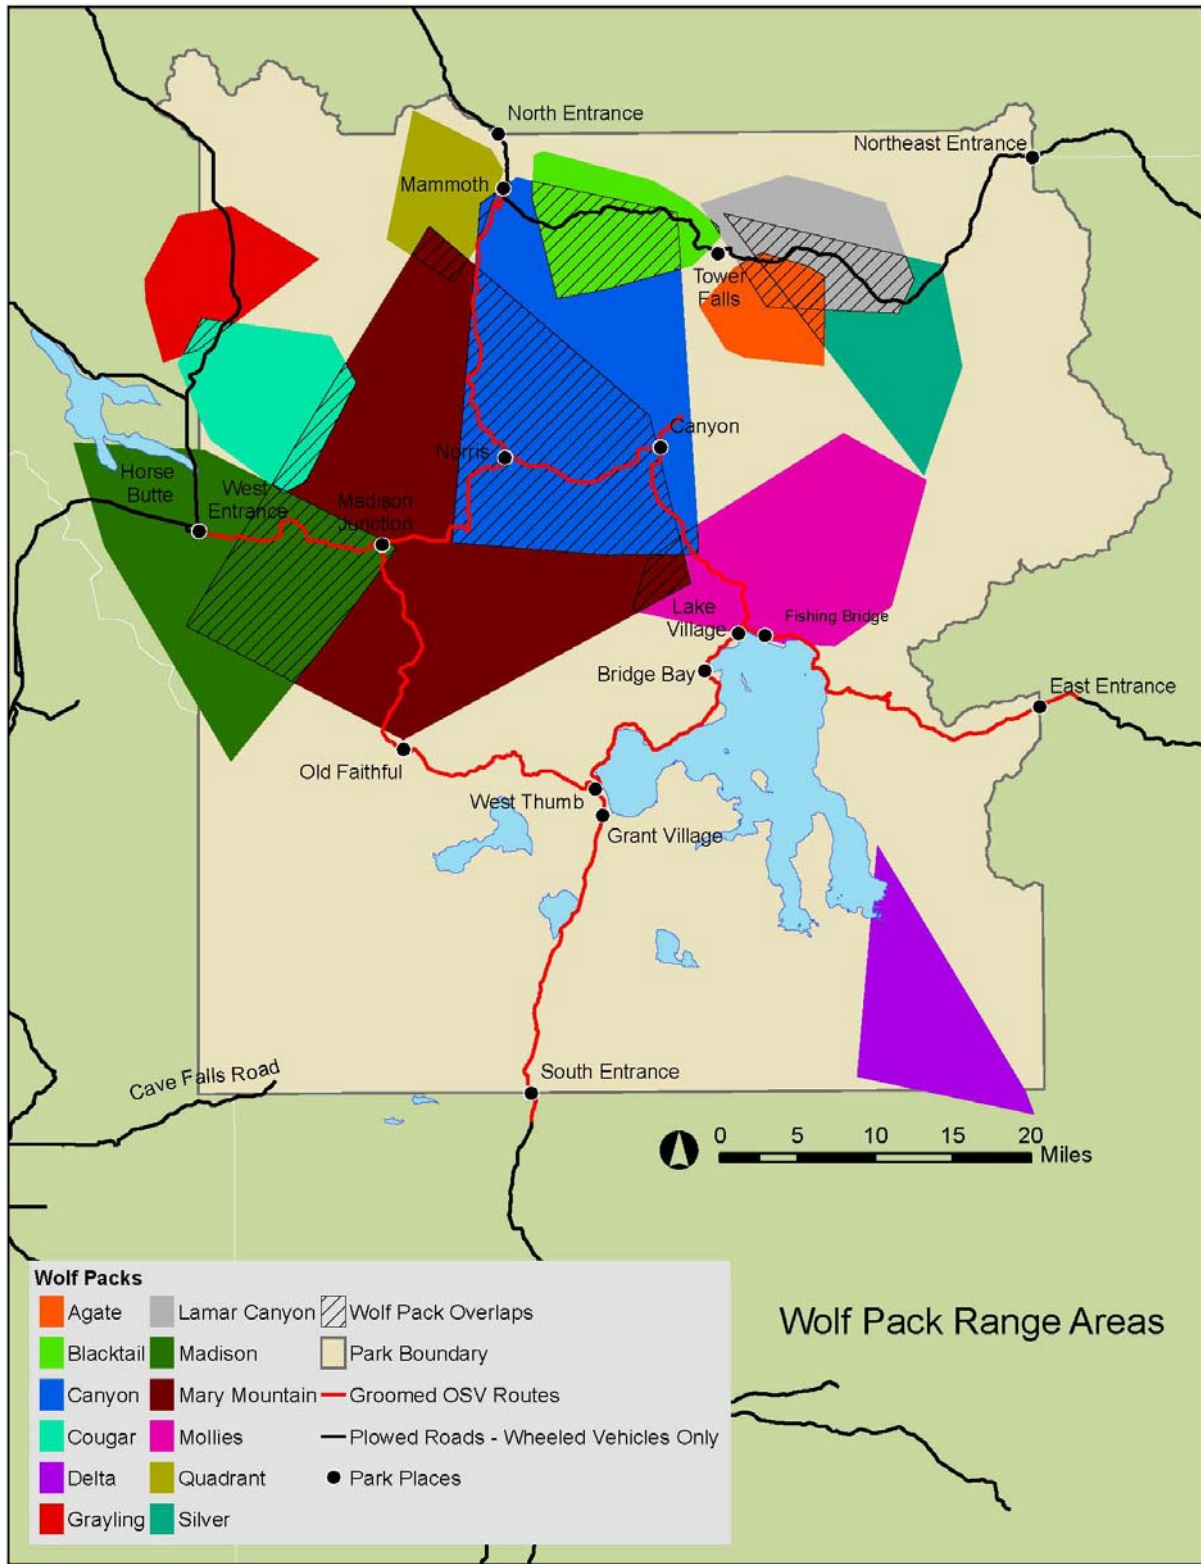 North Entrance
Northeast Entrance
Mammoth
Tower
Falls
Canyon
Norris
Horse
Butte
West
Entrance
Madison
Junction
Lake
Village
Fishing Bridge
Bridge Bay
East Entrance
Old Faithful
West Thumb
Grant Village
South Entrance
Cave Falls Road
0 5 10 15 20
Miles
Wolf Packs
Agate Lamar Canyon Wolf Pack Overlaps
Blacktail Madison Park Boundary
Canyon Mary Mountain Groomed OSV Routes
Cougar Mollies Plowed Roads - Wheeled Vehicles Only
Delta Quadrant Park Places
Grayling Silver
Wolf Pack Range Areas